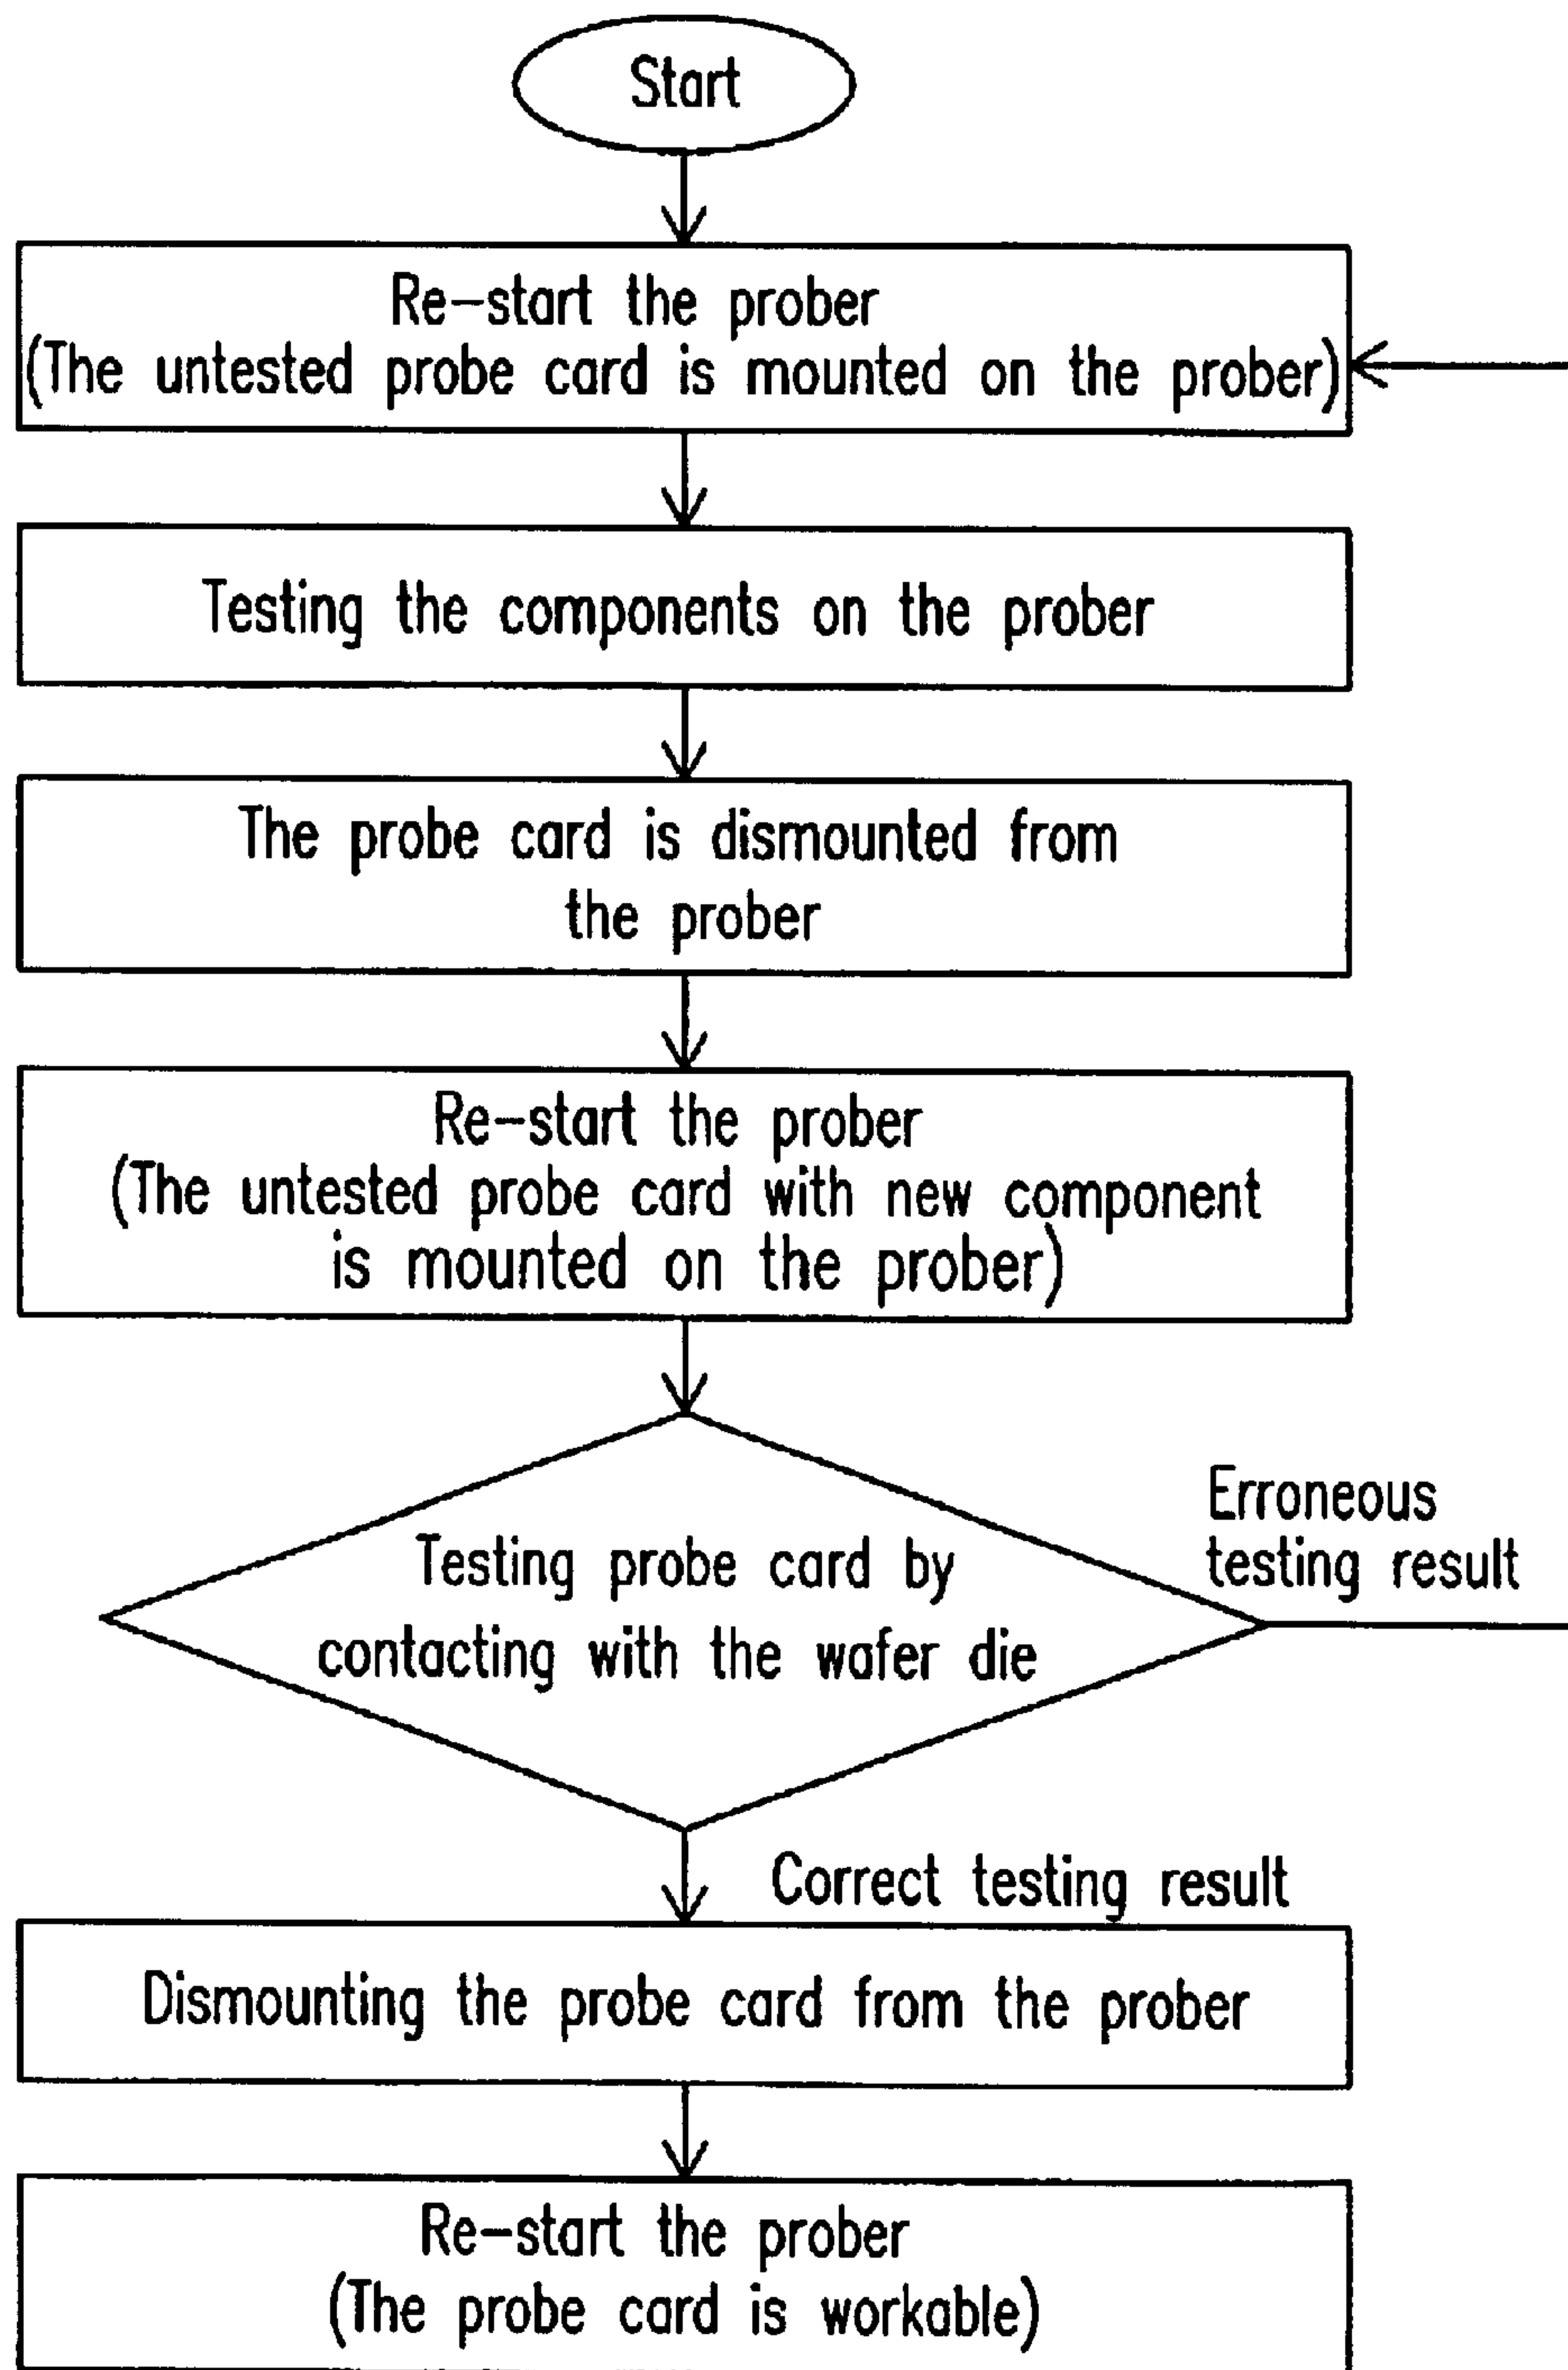 Start
Re-start the prober
(The untested probe card is mounted on the prober)
Testing the components on the prober
The probe card is dismounted from
the prober
Re-start the prober
(The untested probe card with new component
is mounted on the prober)
Testing probe card by
contacting with the wafer die
Erroneous
testing result
Correct testing result
Dismounting the probe card from the prober
Re-start the prober
(The probe card is workable)